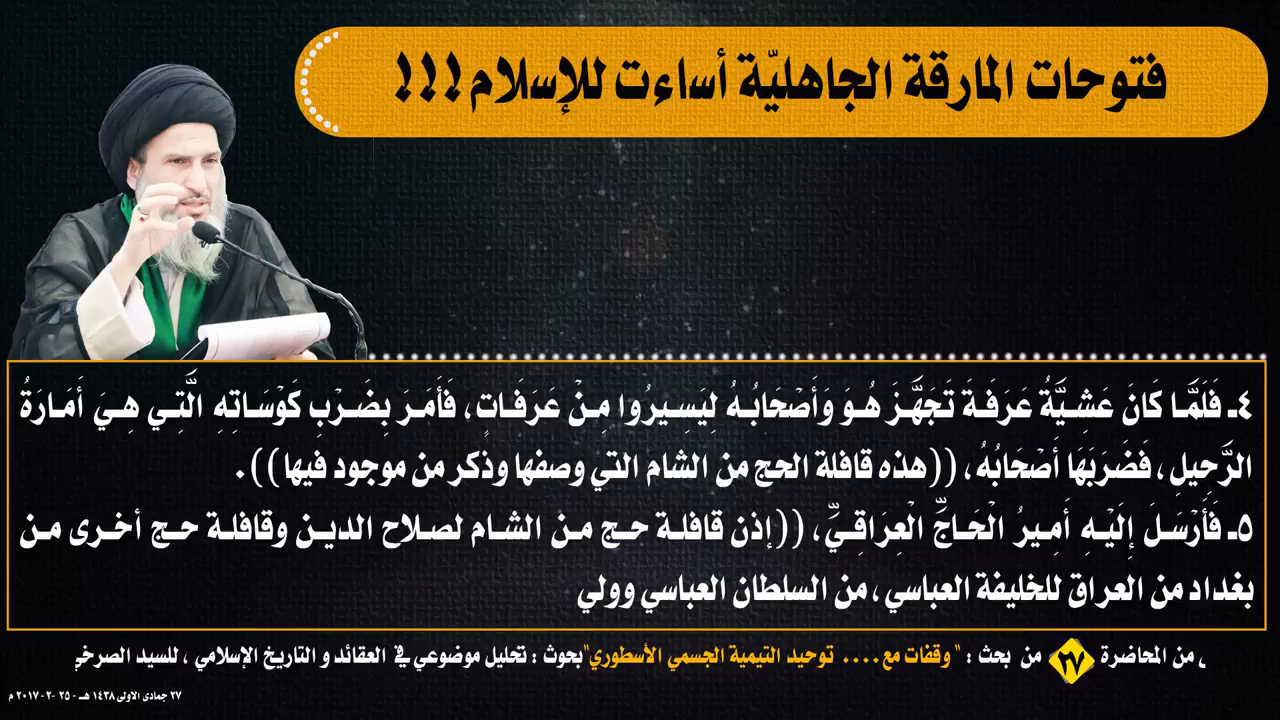 فتوحات المارقة الجاهليّة أساءت للإسلام !!!
٤ـ فَلَمَّا كَانَ عَشِيَّةُ عَرَفَةَ تَجَهَّزَ هُوَ وَأَصْحَابُهُ لِيَسِيرُوا مِنْ عَرَفَاتٍ، فَأَمَرَ بِضَرْبِ كَوْسَاتِهِ الَّتِي هِيَ أَمَارَةُ
الرَّحِيلِ، فَضَرَبَهَا أَصْحَابُهُ، ((هذه قافلة الحج من الشام التي وصفها وذكر من موجود فيها)).
٥ـ فَأَرْسَلَ إِلَيْهِ أَمِيرُ الْحَاجِّ الْعِرَاقِيِّ، ((إذن قافلة حج من الشام لصلاح الدين وقافلة حج أخرى من
بغداد من العراق للخليفة العباسي، من السلطان العباسي وولي
، من المحاضرة ٢٧ من بحث : " وقفات مع.... توحيد التيمية الجسمي الأسطوري"بحوث : تحليل موضوعي في العقائد و التاريخ الإسلامي ، للسيد الصرخي
٢٧ جمادى الاولى ١٤٣٨ هـ - ٢٥ -٢ - ٢٠١٧ م